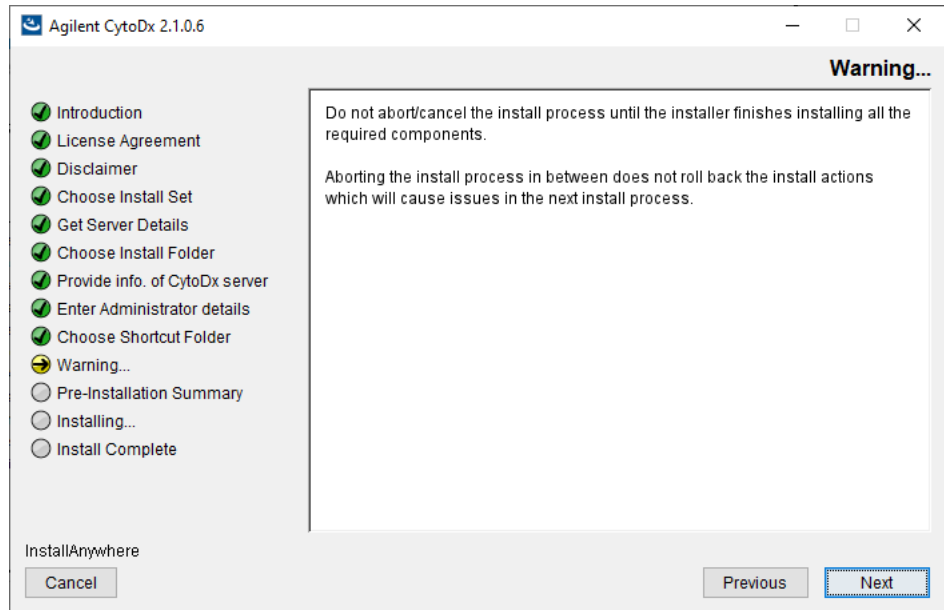 Agilent CytoDx 2.1.0.6
Warning...
Introduction
License Agreement
Disclaimer
Choose Install Set
Get Server Details
Choose Install Folder
Provide info. of CytoDx server
Enter Administrator details
Choose Shortcut Folder
Warning...
Pre-Installation Summary
Installing...
Install Complete
Do not abort/cancel the install process until the installer finishes installing all the
required components.
Aborting the install process in between does not roll back the install actions
which will cause issues in the next install process.
InstallAnywhere
Cancel
Previous
Next